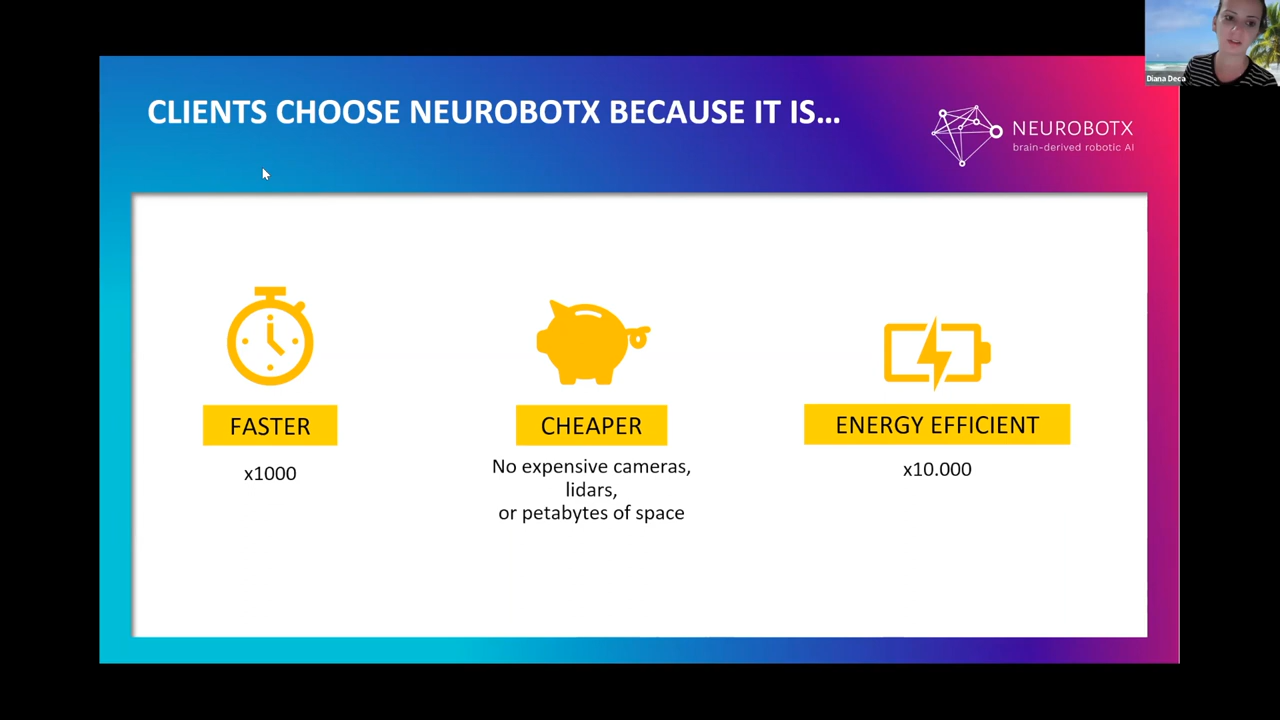 Diana Deca
CLIENTS CHOOSE NEUROBOTX BECAUSE IT IS...
NEUROBOTX
brain-derived robotic AI
FASTER
x1000
CHEAPER
No expensive cameras,
lidars,
or petabytes of space
ENERGY EFFICIENT
x10.000